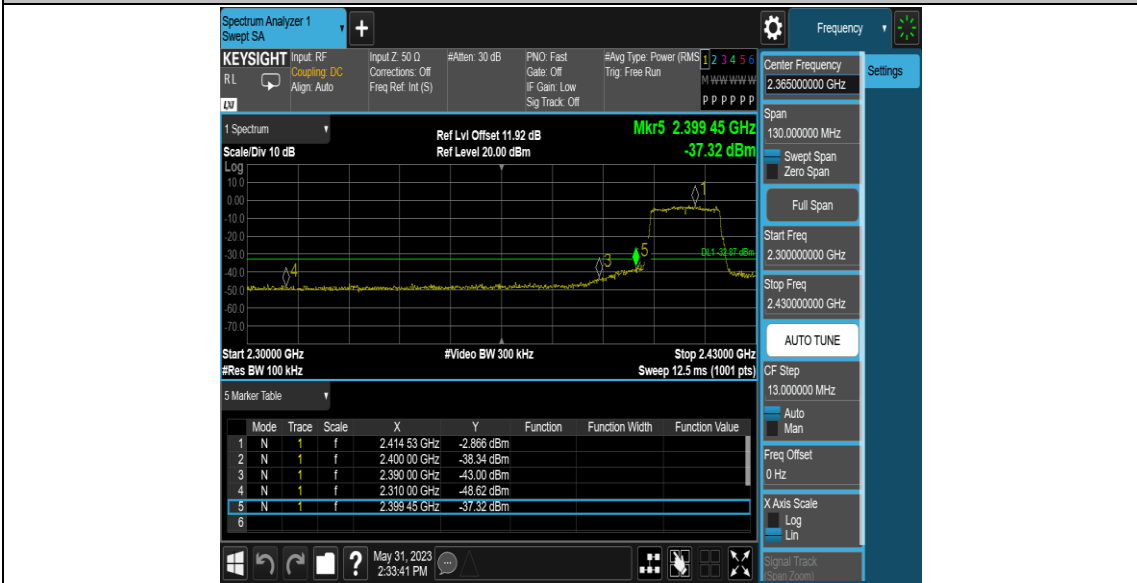 Spectrum Analyzer 1
Swept SA
+
Frequency
KEYSIGHT
R L
LXI
Input: RF
Coupling: DC
Align: Auto
Input Z: 50 Ω
Corrections: Off
Freq Ref: Int (S)
#Atten: 30 dB
PNO: Fast
Gate: Off
IF Gain: Low
Sig Track: Off
#Avg Type: Power (RMS
Trig: Free Run
1 2 3 4 5 6
M W W W W W
P P P P P P
1 Spectrum
Scale/Div 10 dB
Ref Lvl Offset 11.92 dB
Ref Level 20.00 dBm
Mkr5 2.399 45 GHz
-37.32 dBm
Log
10.0
0.00
-10.0
-20.0
-30.0
-40.0
-50.0
-60.0
-70.0
1
3
4
5
DL1 -32.87 dBm
Start 2.30000 GHz
#Video BW 300 kHz
Stop 2.43000 GHz
#Res BW 100 kHz
Sweep 12.5 ms (1001 pts)
5 Marker Table
Mode Trace Scale X Y Function Function Width Function Value
1 N 1 f 2.414 53 GHz -2.866 dBm
2 N 1 f 2.400 00 GHz -38.34 dBm
3 N 1 f 2.390 00 GHz -43.00 dBm
4 N 1 f 2.310 00 GHz -48.62 dBm
5 N 1 f 2.399 45 GHz -37.32 dBm
6
?
May 31, 2023
2:33:41 PM
Center Frequency
2.365000000 GHz
Settings
Span
130.000000 MHz
Swept Span
Zero Span
Full Span
Start Freq
2.300000000 GHz
Stop Freq
2.430000000 GHz
AUTO TUNE
CF Step
13.000000 MHz
Auto
Man
Freq Offset
0 Hz
X Axis Scale
Log
Lin
Signal Track
(Span Zoom)